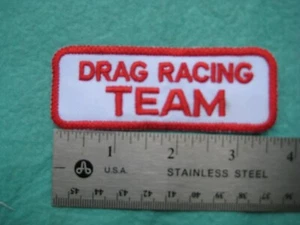 DRAG RACING
TEAM
1 2 3 4
U.S.A. STAINLESS STEEL